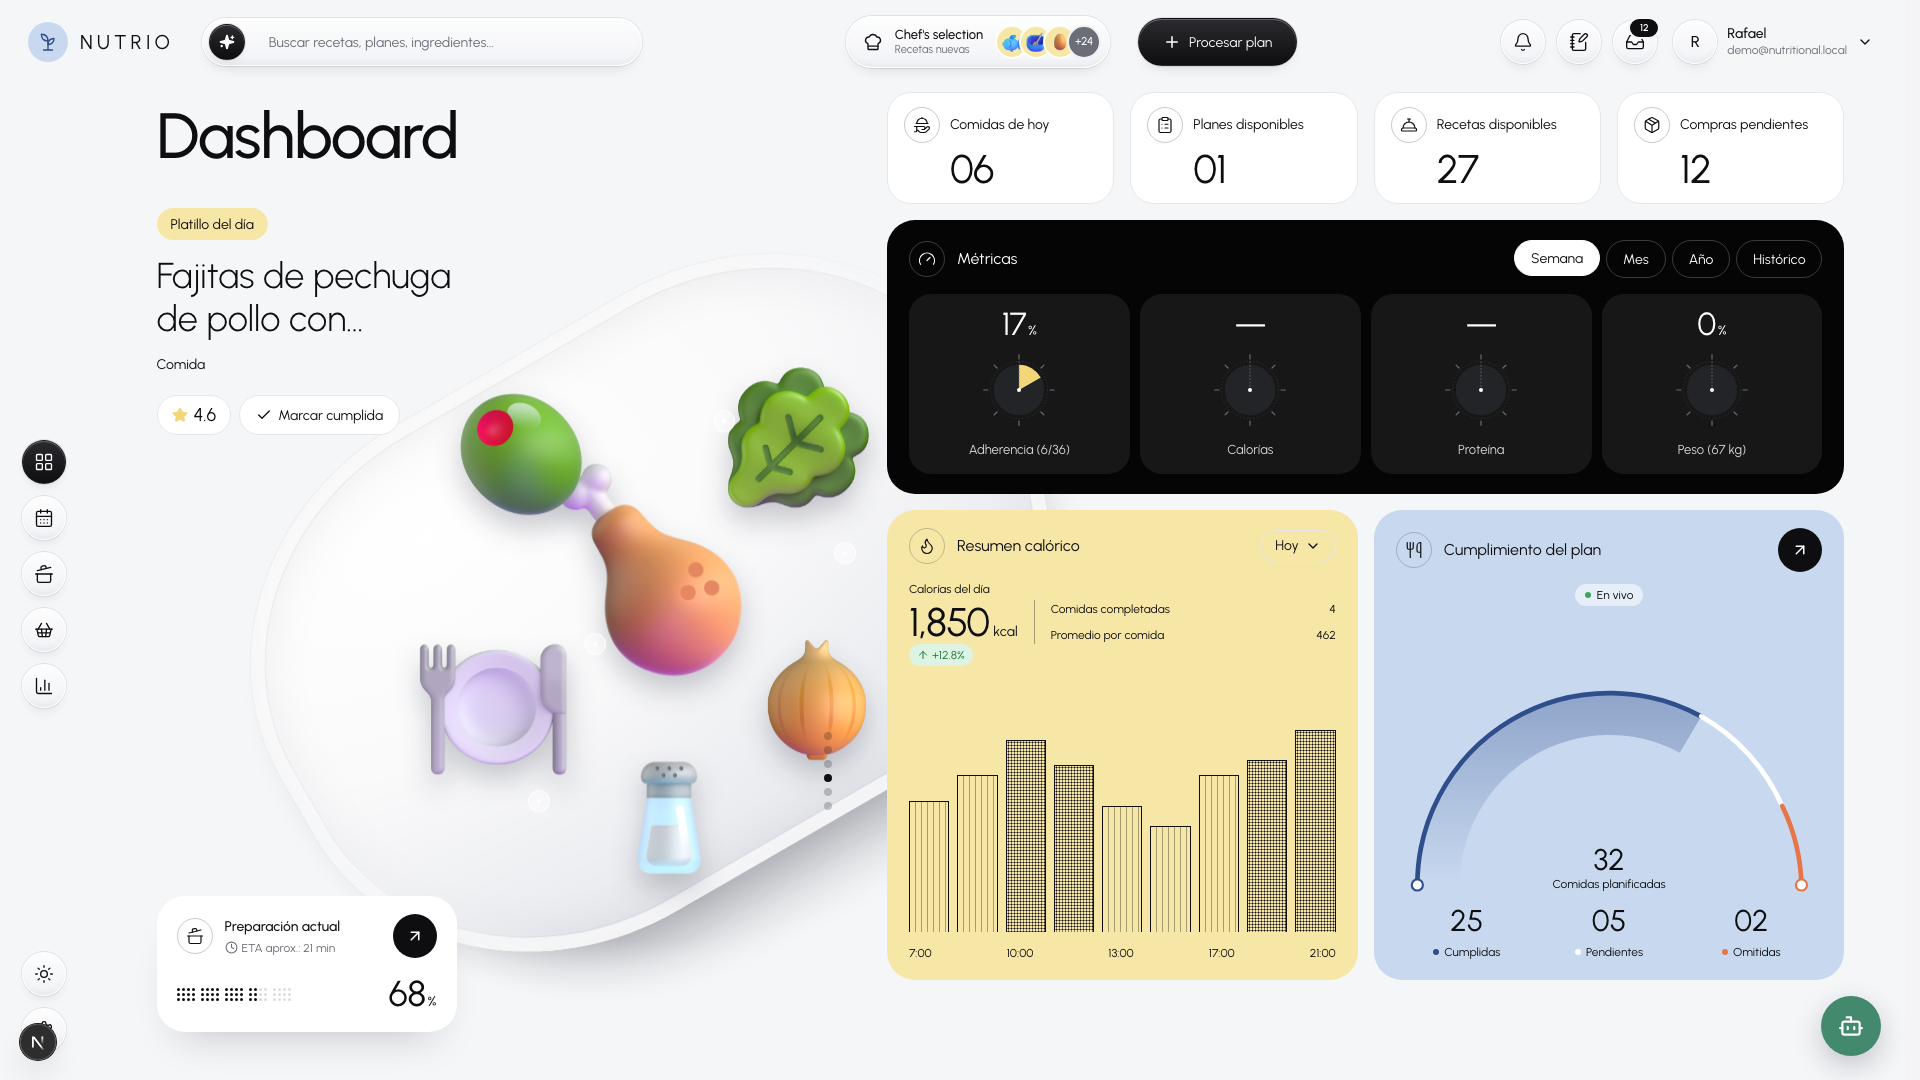 NUTRIO
Buscar recetas, planes, ingredientes...
Chef's selection
Recetas nuevas
+24
Procesar plan
12
R
Rafael
demo@nutritional.local
Dashboard
Platillo del día
Fajitas de pechuga
de pollo con...
Comida
4.6
Marcar cumplida
Comidas de hoy
06
Planes disponibles
01
Recetas disponibles
27
Compras pendientes
12
Métricas
Semana
Mes
Año
Histórico
17%
Adherencia (6/36)
—
Calorías
—
Proteína
0%
Peso (67 kg)
Resumen calórico
Hoy
Calorías del día
1,850 kcal
+12.8%
Comidas completadas 4
Promedio por comida 462
7:00 10:00 13:00 17:00 21:00
Cumplimiento del plan
En vivo
32
Comidas planificadas
25
Cumplidas
05
Pendientes
02
Omitidas
Preparación actual
ETA aprox.: 21 min
68%
N